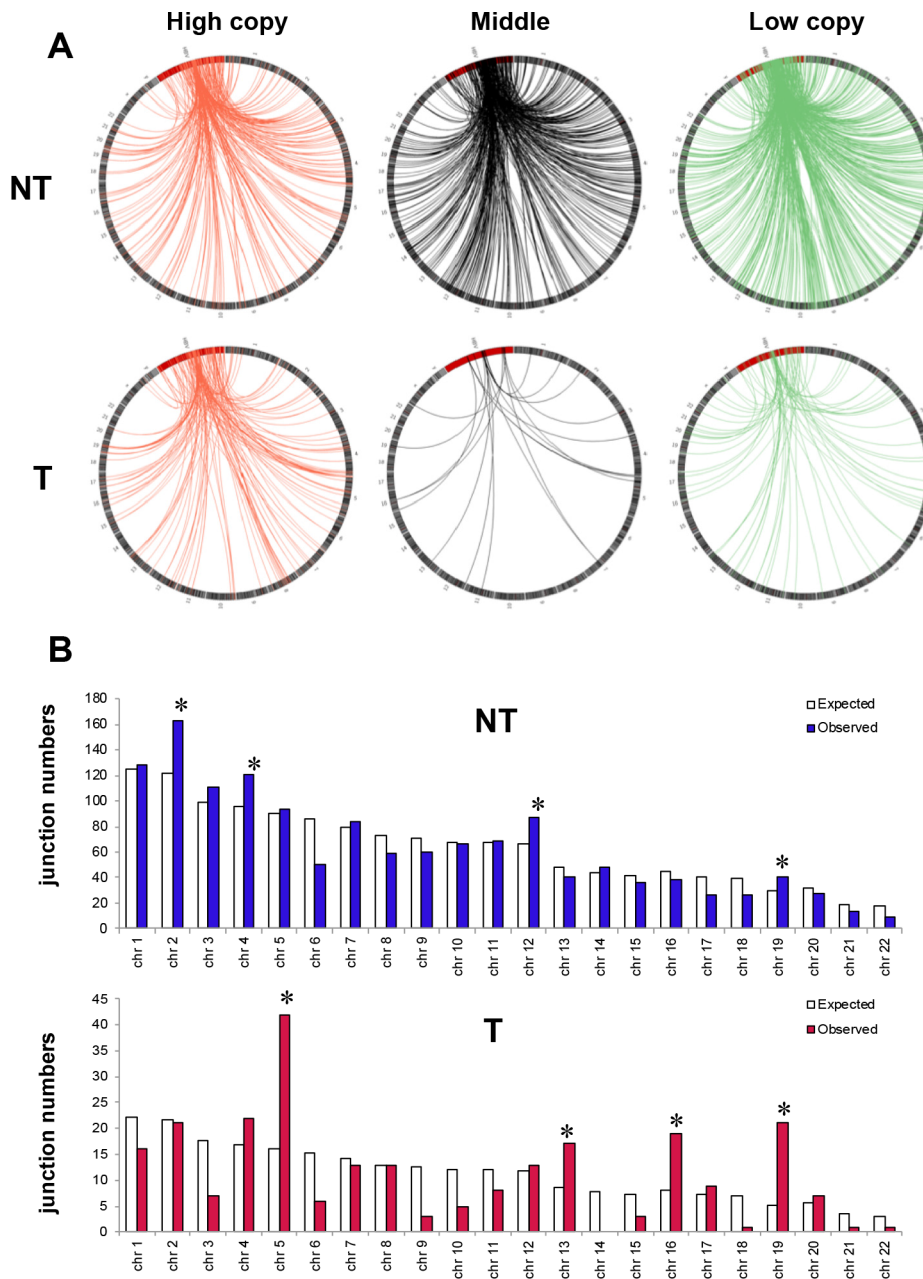 A
High copy Middle Low copy
NT
T
B
NT
junction numbers
Expected
Observed
180
160
140
120
100
80
60
40
20
0
* * * *
chr 1 chr 2 chr 3 chr 4 chr 5 chr 6 chr 7 chr 8 chr 9 chr 10 chr 11 chr 12 chr 13 chr 14 chr 15 chr 16 chr 17 chr 18 chr 19 chr 20 chr 21 chr 22
T
junction numbers
Expected
Observed
45
40
35
30
25
20
15
10
5
0
* * * *
chr 1 chr 2 chr 3 chr 4 chr 5 chr 6 chr 7 chr 8 chr 9 chr 10 chr 11 chr 12 chr 13 chr 14 chr 15 chr 16 chr 17 chr 18 chr 19 chr 20 chr 21 chr 22